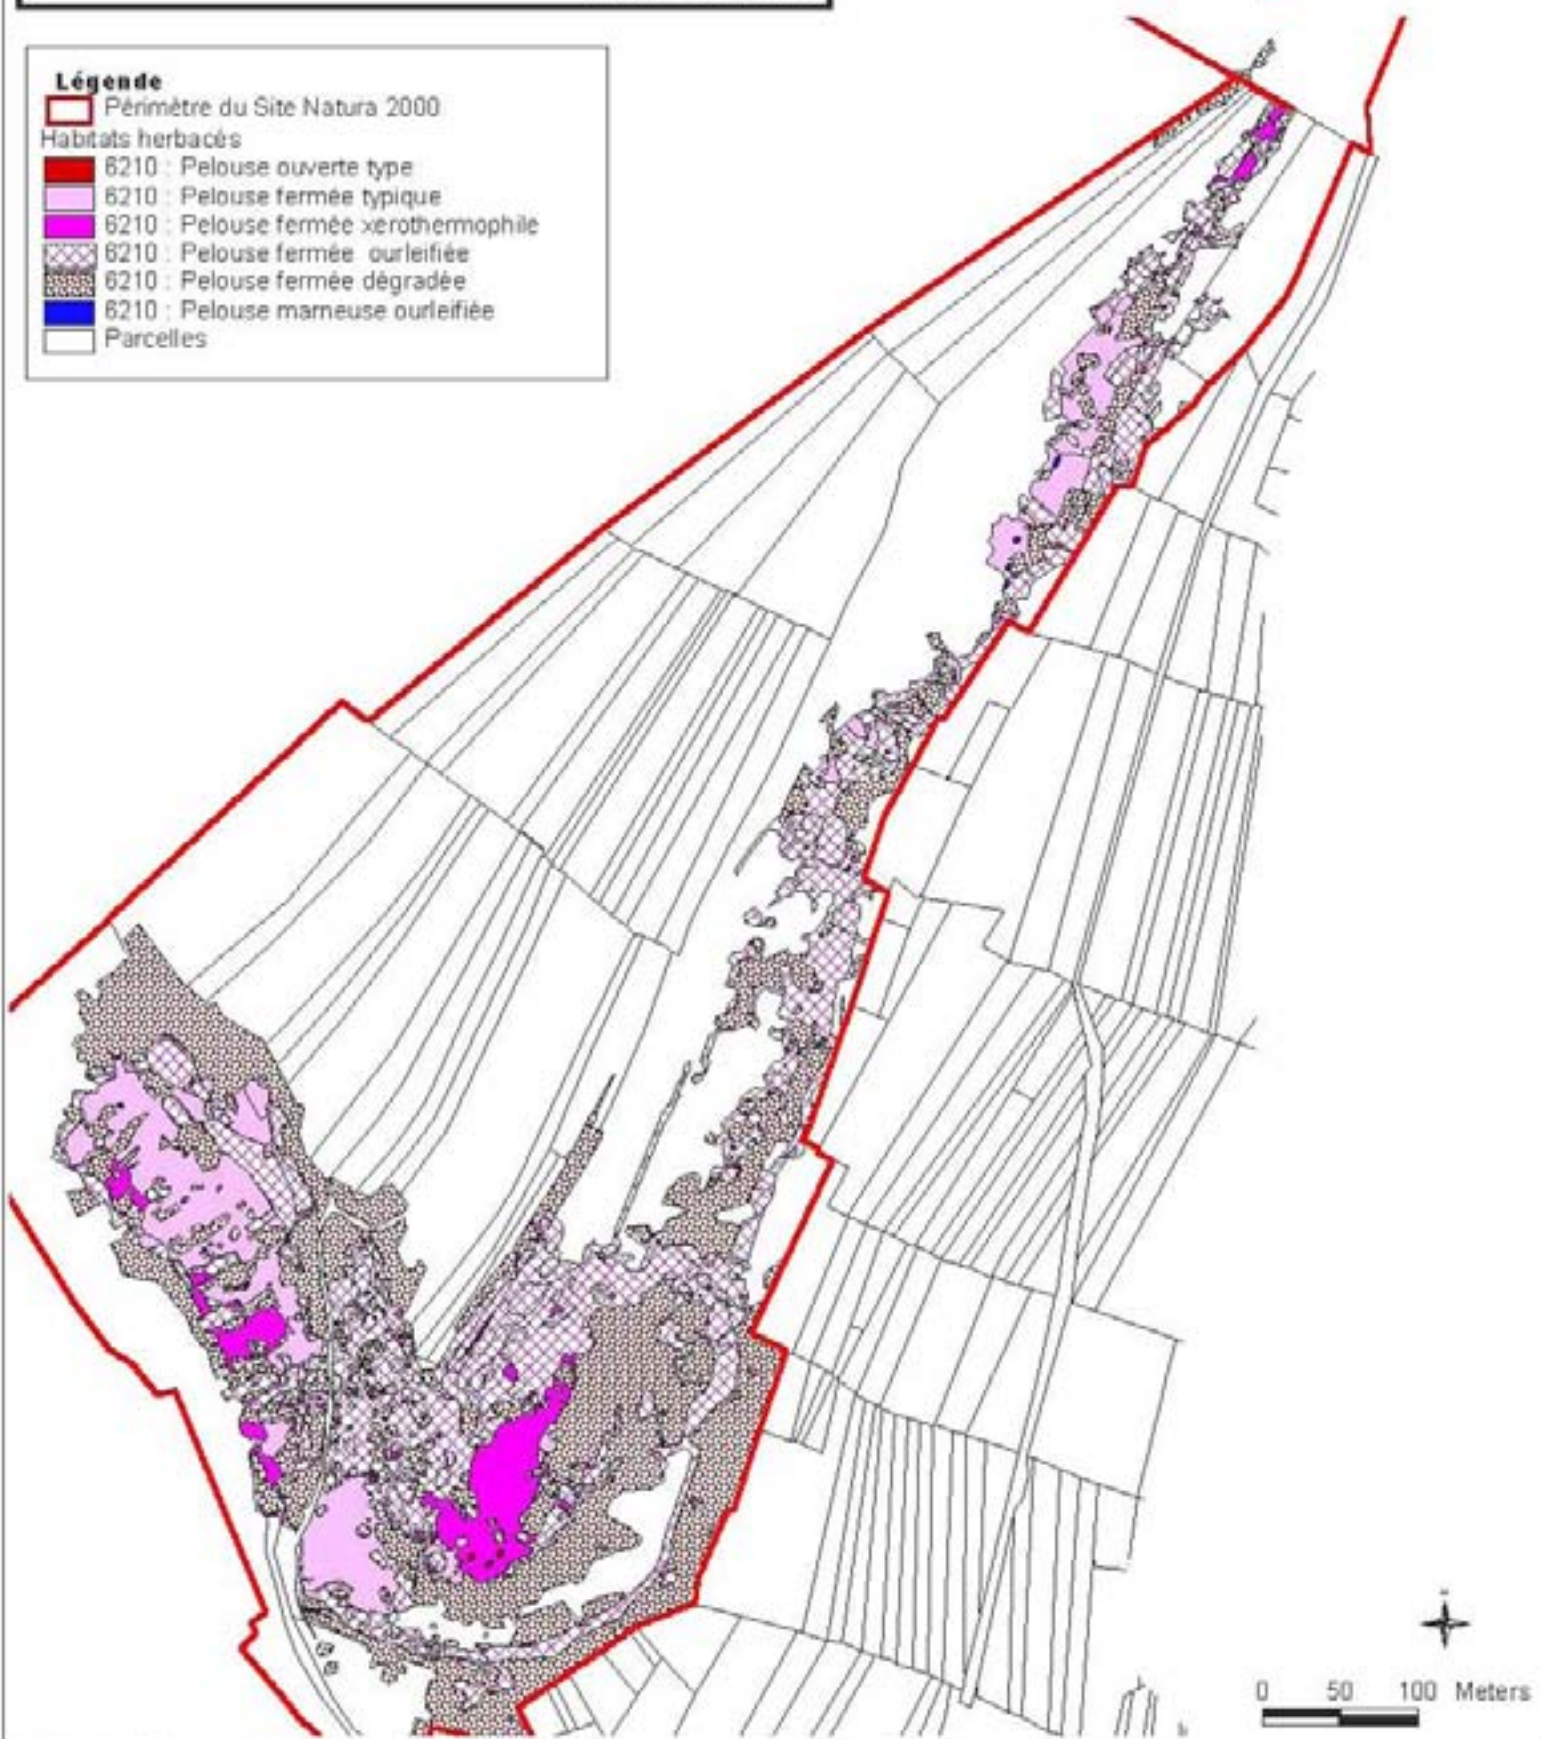 Légende
Périmètre du Site Natura 2000
Habitats herbacés
6210 : Pelouse ouverte type
6210 : Pelouse fermée typique
6210 : Pelouse fermée xerothermophile
6210 : Pelouse fermée ourleifiée
6210 : Pelouse fermée dégradée
6210 : Pelouse marneuse ourleifiée
Parcelles
0 50 100 Meters